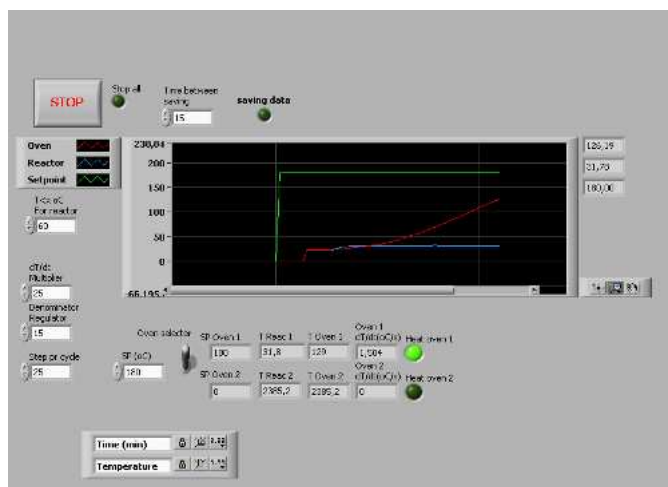 STOP
Stop all
Time between
saving
15
saving data
Oven
Reactor
Setpoint
230,84
200
150
100
50
0
-66,195
126,19
31,78
180,00
T<x oC
For reactor
60
dT/dt
Multiplier
25
Denominator
Regulator
15
Step or cycle
25
SP (oC)
180
Oven selector
SP Oven 1
180
T Reac 1
31,8
T Oven 1
129
Oven 1
dT/dt(oC/s)
1,504
Heat oven 1
SP Oven 2
0
T Reac 2
2385,2
T Oven 2
2385,2
Oven 2
dT/dt(oC/s)
0
Heat oven 2
Time (min)
Temperature